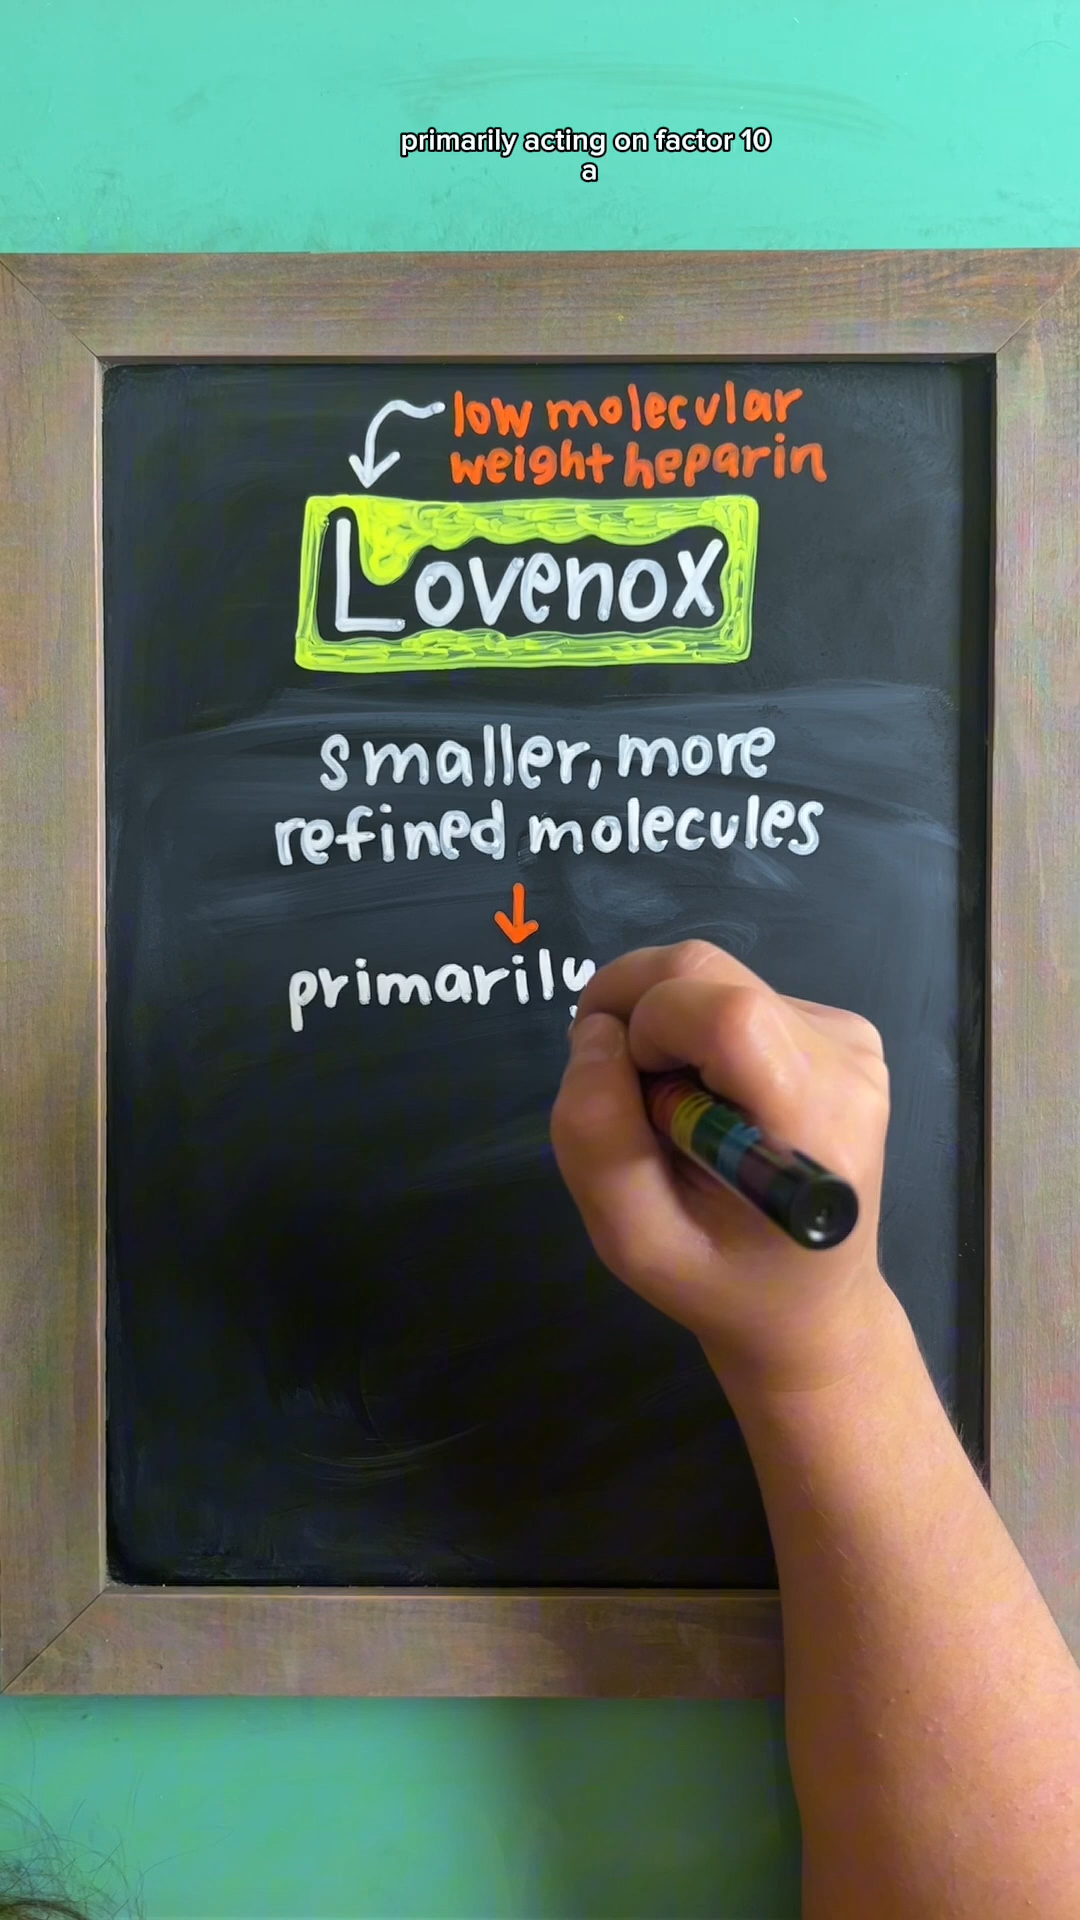 primarily acting on factor 10
a
low molecular
weight heparin
Lovenox
smaller, more
refined molecules
primarily